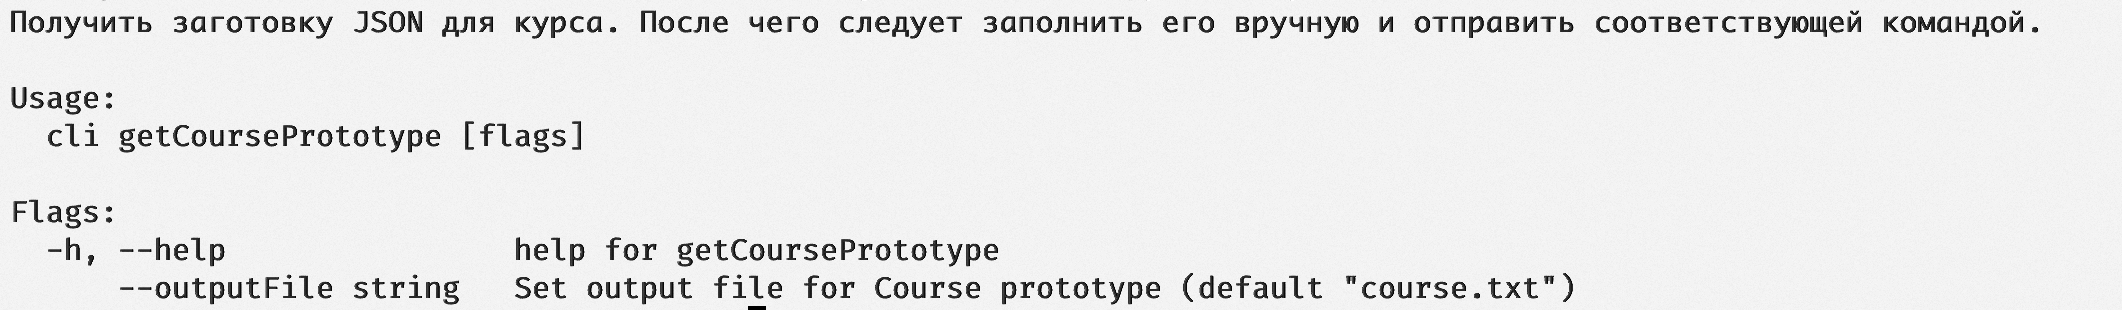 Получить заготовку JSON для курса. После чего следует заполнить его вручную и отправить соответствующей командой.
Usage:
  cli getCoursePrototype [flags]
Flags:
  -h, --help                help for getCoursePrototype
      --outputFile string   Set output file for Course prototype (default "course.txt")